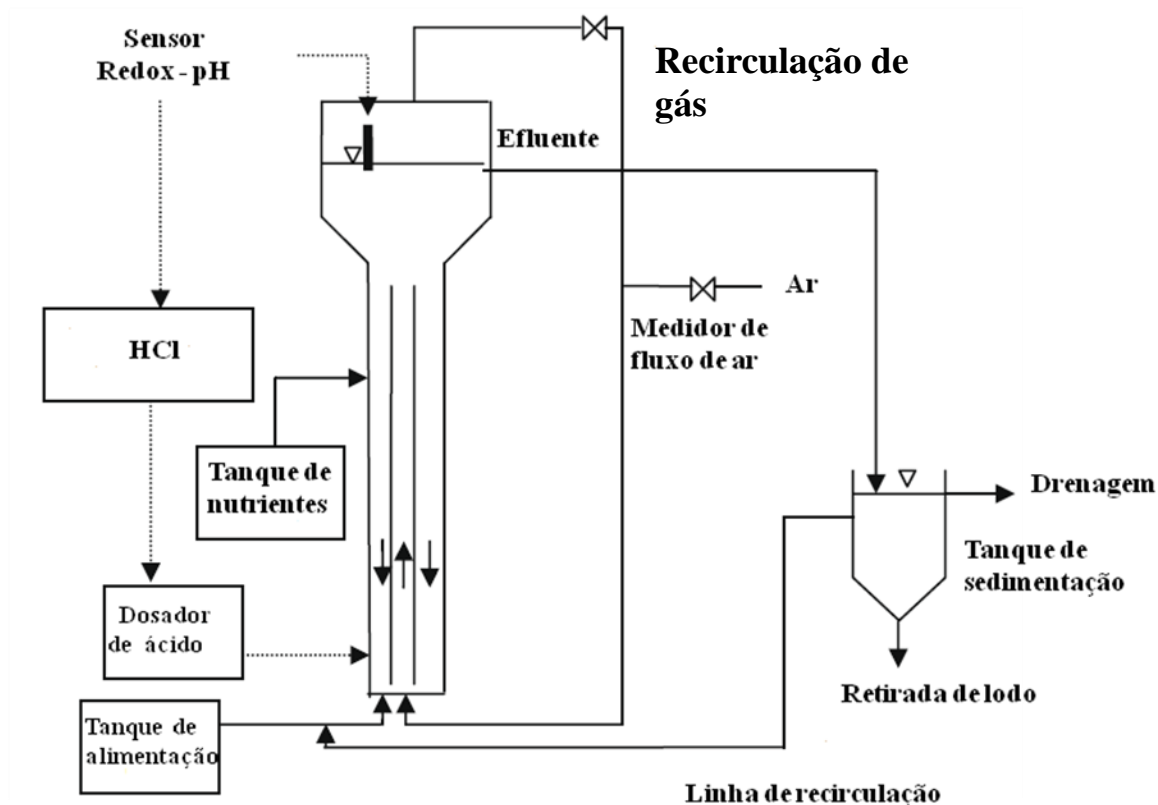 Sensor
Redox - pH
Recirculação de
gás
Efluente
Ar
Medidor de
fluxo de ar
HCl
Tanque de
nutrientes
Drenagem
Tanque de
sedimentação
Dosador
de ácido
Retirada de lodo
Tanque de
alimentação
Linha de recirculação